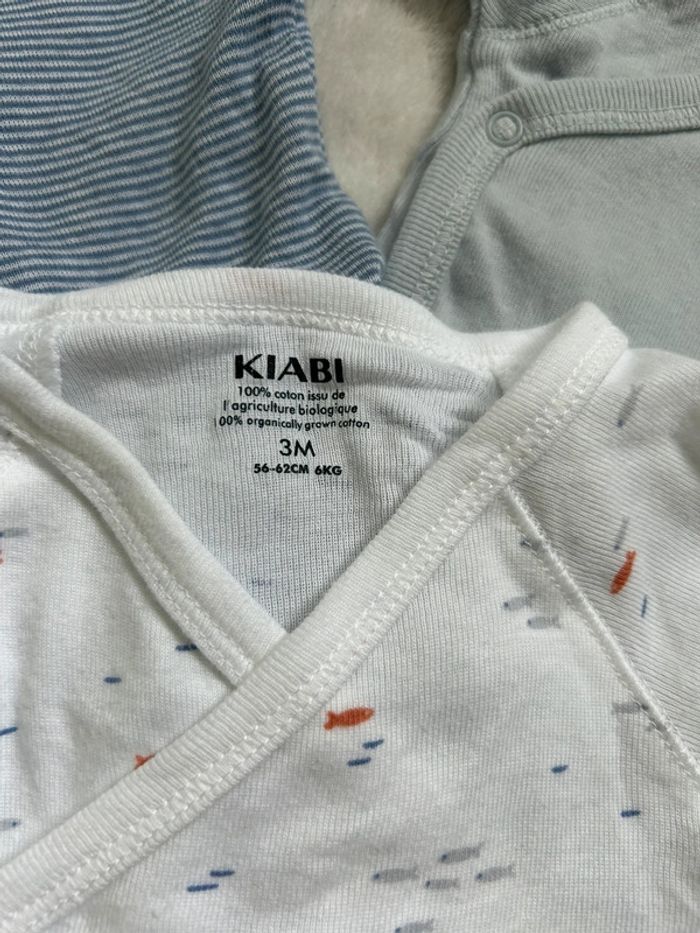 KIABI
100% coton issu de
l'agriculture biologique
100% organically grown cotton
3M
56-62CM 6KG